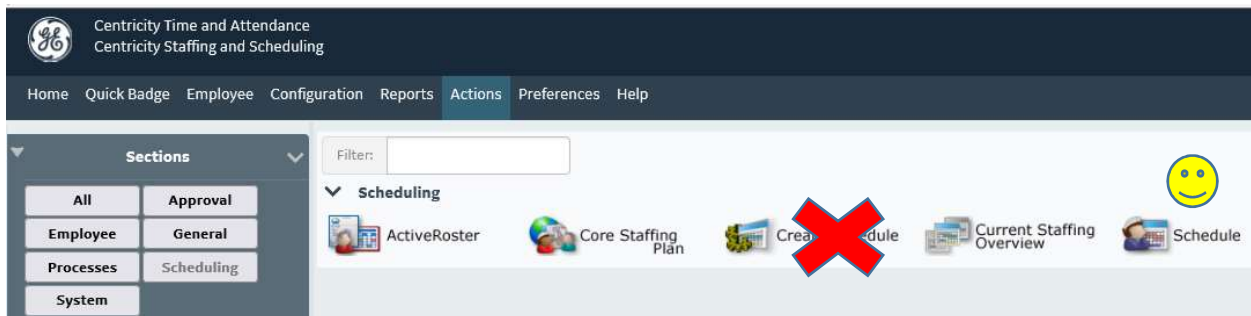 Centricity Time and Attendance
Centricity Staffing and Scheduling
Home Quick Badge Employee Configuration Reports Actions Preferences Help
Sections
All Approval
Employee General
Processes Scheduling
System
Filter:
Scheduling
ActiveRoster
Core Staffing
Plan
Current Staffing
Overview
Schedule